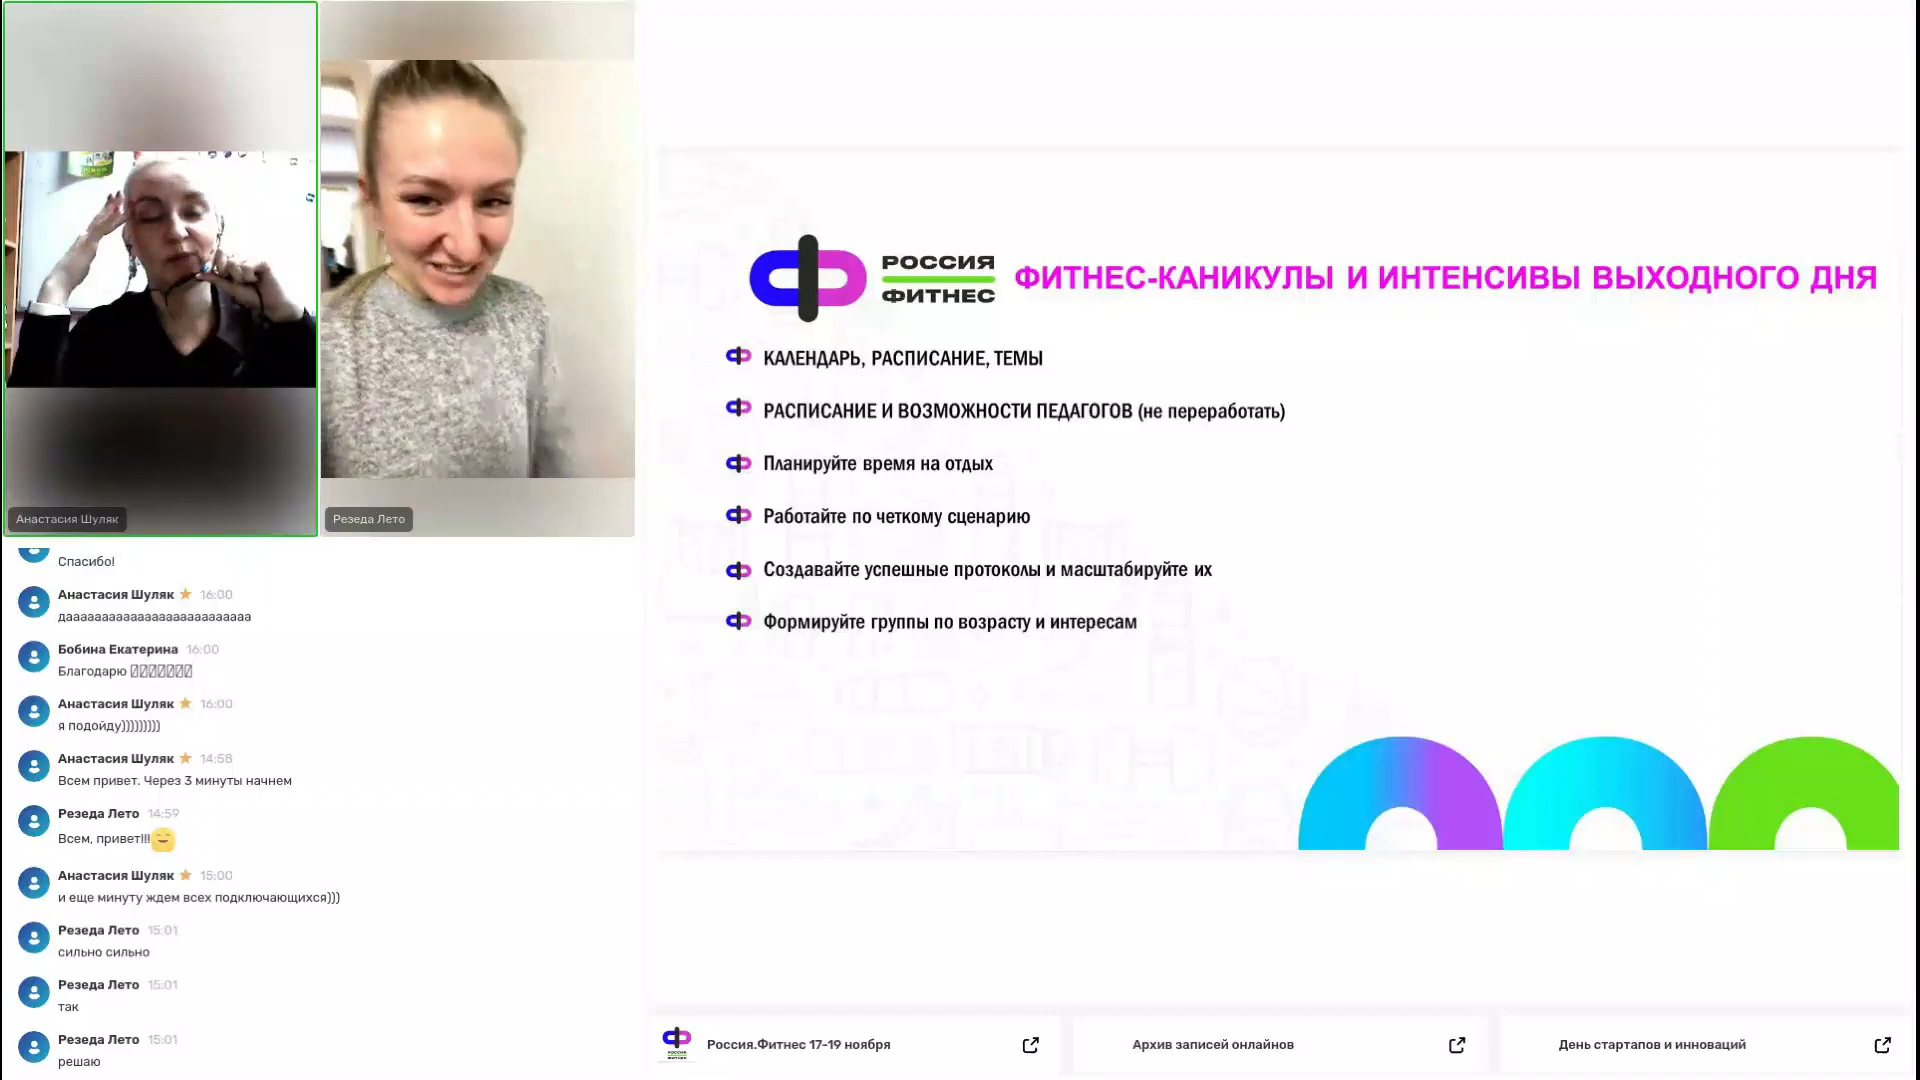 Анастасия Шуляк
Резеда Лето
Спасибо!
Анастасия Шуляк 16:00
дааааааааааааааааааааааааа
Бобина Екатерина 16:00
Благодарю
Анастасия Шуляк 16:00
я подойду)))))))))
Анастасия Шуляк 14:58
Всем привет. Через 3 минуты начнем
Резеда Лето 14:59
Всем, привет!!!
Анастасия Шуляк 15:00
и еще минуту ждем всех подключающихся)))
Резеда Лето 15:01
сильно сильно
Резеда Лето 15:01
так
Резеда Лето 15:01
решаю
РОССИЯ
ФИТНЕС
ФИТНЕС-КАНИКУЛЫ И ИНТЕНСИВЫ ВЫХОДНОГО ДНЯ
КАЛЕНДАРЬ, РАСПИСАНИЕ, ТЕМЫ
РАСПИСАНИЕ И ВОЗМОЖНОСТИ ПЕДАГОГОВ (не переработать)
Планируйте время на отдых
Работайте по четкому сценарию
Создавайте успешные протоколы и масштабируйте их
Формируйте группы по возрасту и интересам
Россия.Фитнес 17-19 ноября
Архив записей онлайнов
День стартапов и инноваций